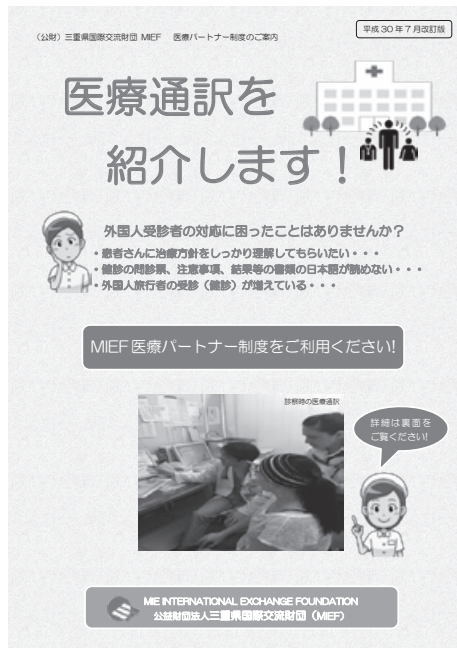 (公財)三重県国際交流財団 MIEF　医療パートナー制度のご案内
平成30年7月改訂版
医療通訳を
紹介します!
外国人受診者の対応に困ったことはありませんか?
・患者さんに治療方針をしっかり理解してもらいたい・・・
・健診の問診票、注意事項、結果等の書類の日本語が読めない・・・
・外国人旅行者の受診(健診)が増えている・・・
MIEF医療パートナー制度をご利用ください!
診察時の医療通訳
詳細は裏面を
ご覧ください!
MIE INTERNATIONAL EXCHANGE FOUNDATION
公益財団法人三重県国際交流財団(MIEF)